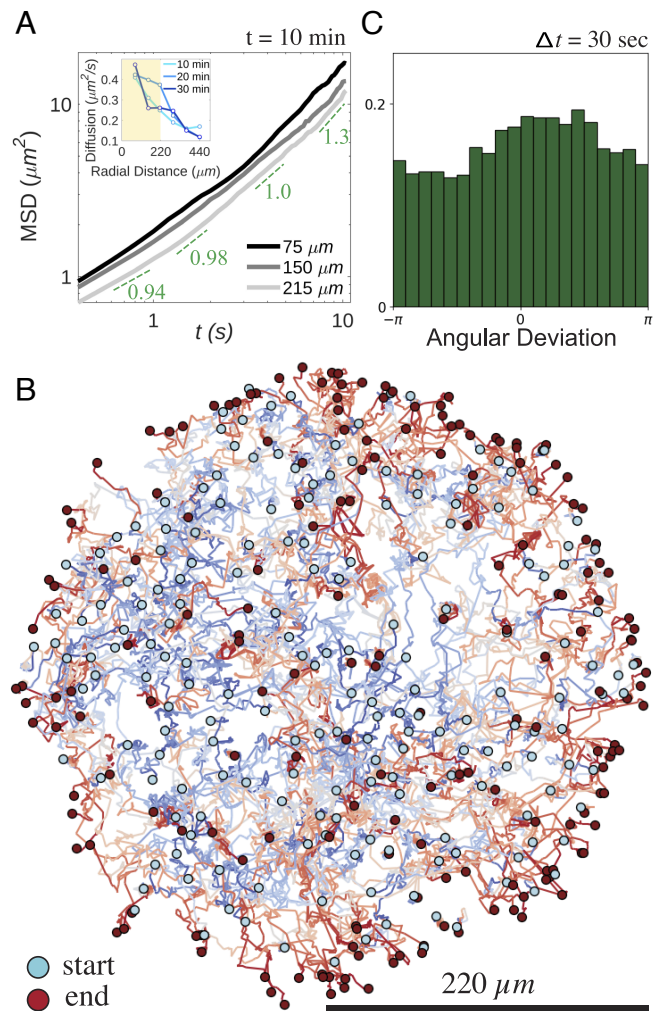 A
t = 10 min
MSD (μm²)
10
1
Diffusion (μm²/s)
0.4
0.3
0.2
0.1
0
220
440
Radial Distance (μm)
10 min
20 min
30 min
0.94
0.98
1.0
1.3
75 μm
150 μm
215 μm
1
10
t (s)
C
Δt = 30 sec
0.2
0
−π
0
π
Angular Deviation
B
start
end
220 μm